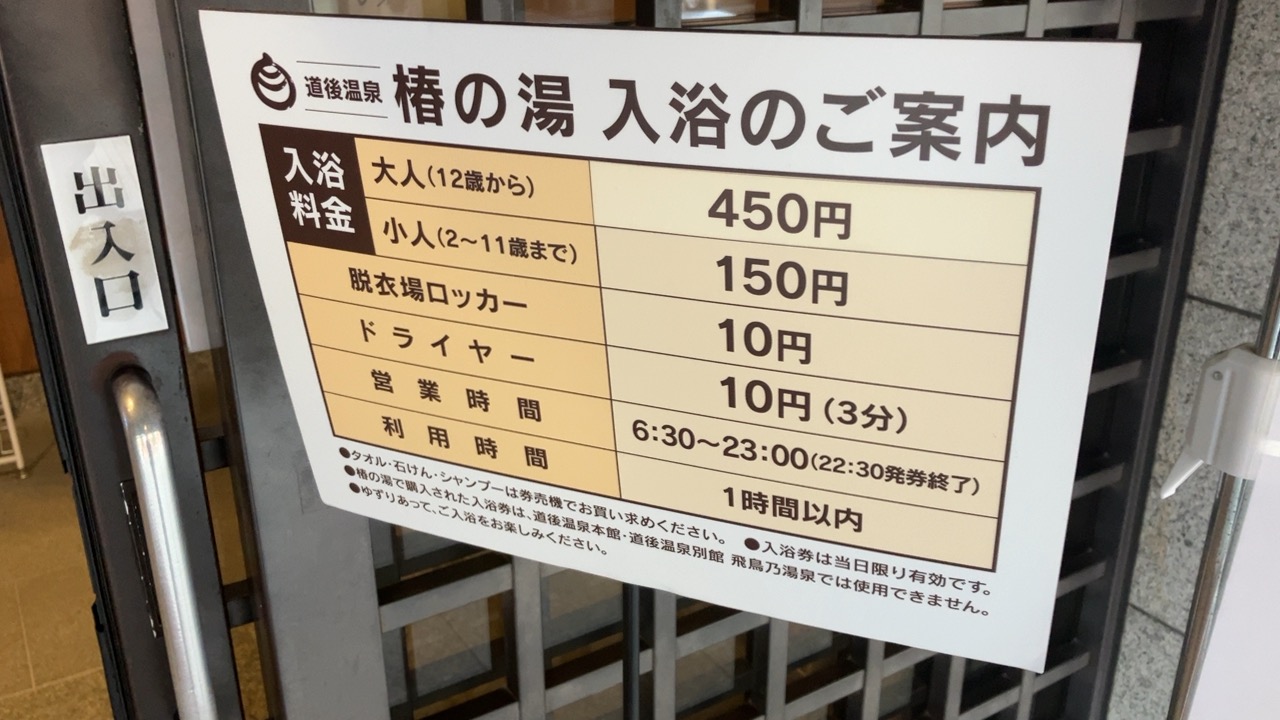 出入口
道後温泉 椿の湯 入浴のご案内
入浴料金
大人(12歳から) 450円
小人(2〜11歳まで) 150円
脱衣場ロッカー 10円
ドライヤー 10円(3分)
営業時間 6:30〜23:00(22:30発券終了)
利用時間 1時間以内
●タオル・石けん・シャンプーは券売機でお買い求めください。 ●入浴券は当日限り有効です。
●椿の湯で購入された入浴券は、道後温泉本館・道後温泉別館 飛鳥乃湯泉では使用できません。
●ゆずりあって、ご入浴をお楽しみください。